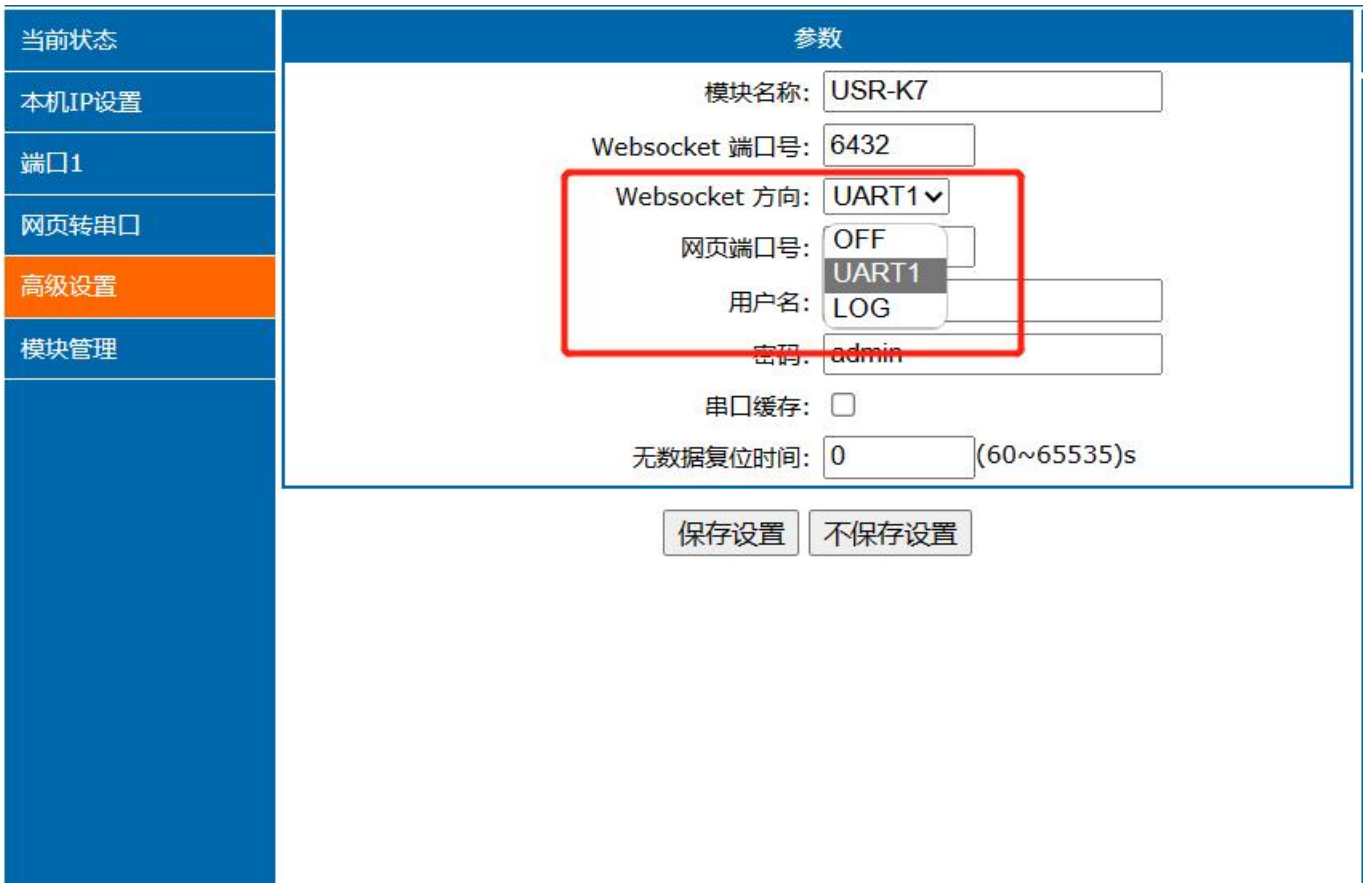 当前状态
本机IP设置
端口1
网页转串口
高级设置
模块管理
参数
模块名称: USR-K7
Websocket 端口号: 6432
Websocket 方向: UART1
OFF
UART1
LOG
网页端口号:
用户名:
密码: admin
串口缓存:
无数据复位时间: 0 (60~65535)s
保存设置 不保存设置